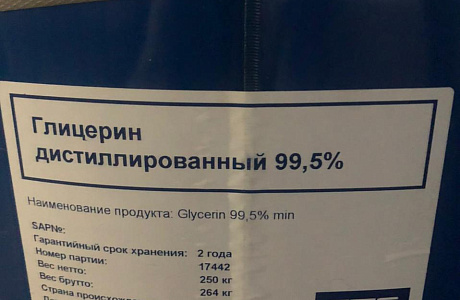 Глицерин
дистиллированный 99,5%
Наименование продукта: Glycerin 99,5% min
SAP№:
Гарантийный срок хранения: 2 года
Номер партии: 17442
Вес нетто: 250 кг
Вес брутто: 264 кг
Страна